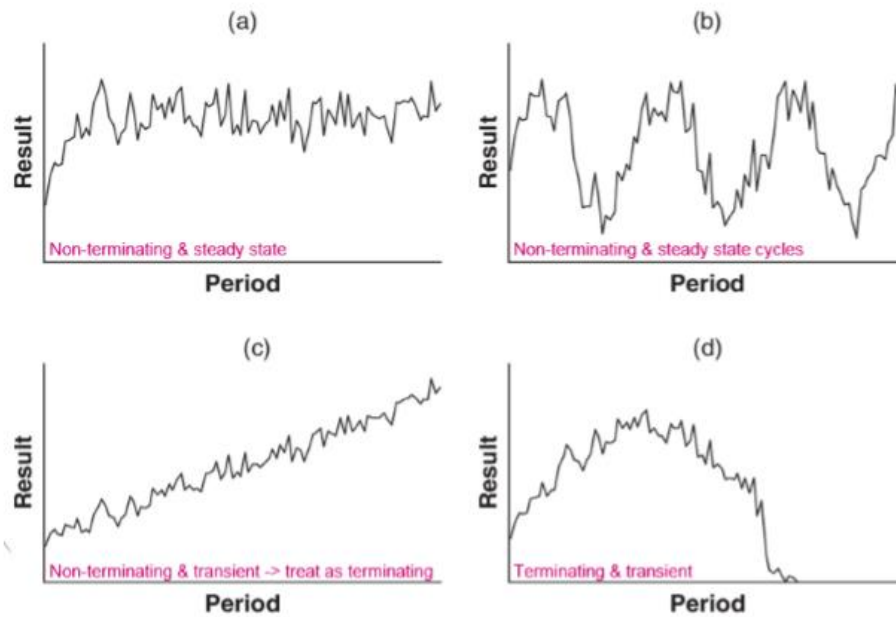 (a)
Result
Non-terminating & steady state
Period
(b)
Result
Non-terminating & steady state cycles
Period
(c)
Result
Non-terminating & transient -> treat as terminating
Period
(d)
Result
Terminating & transient
Period